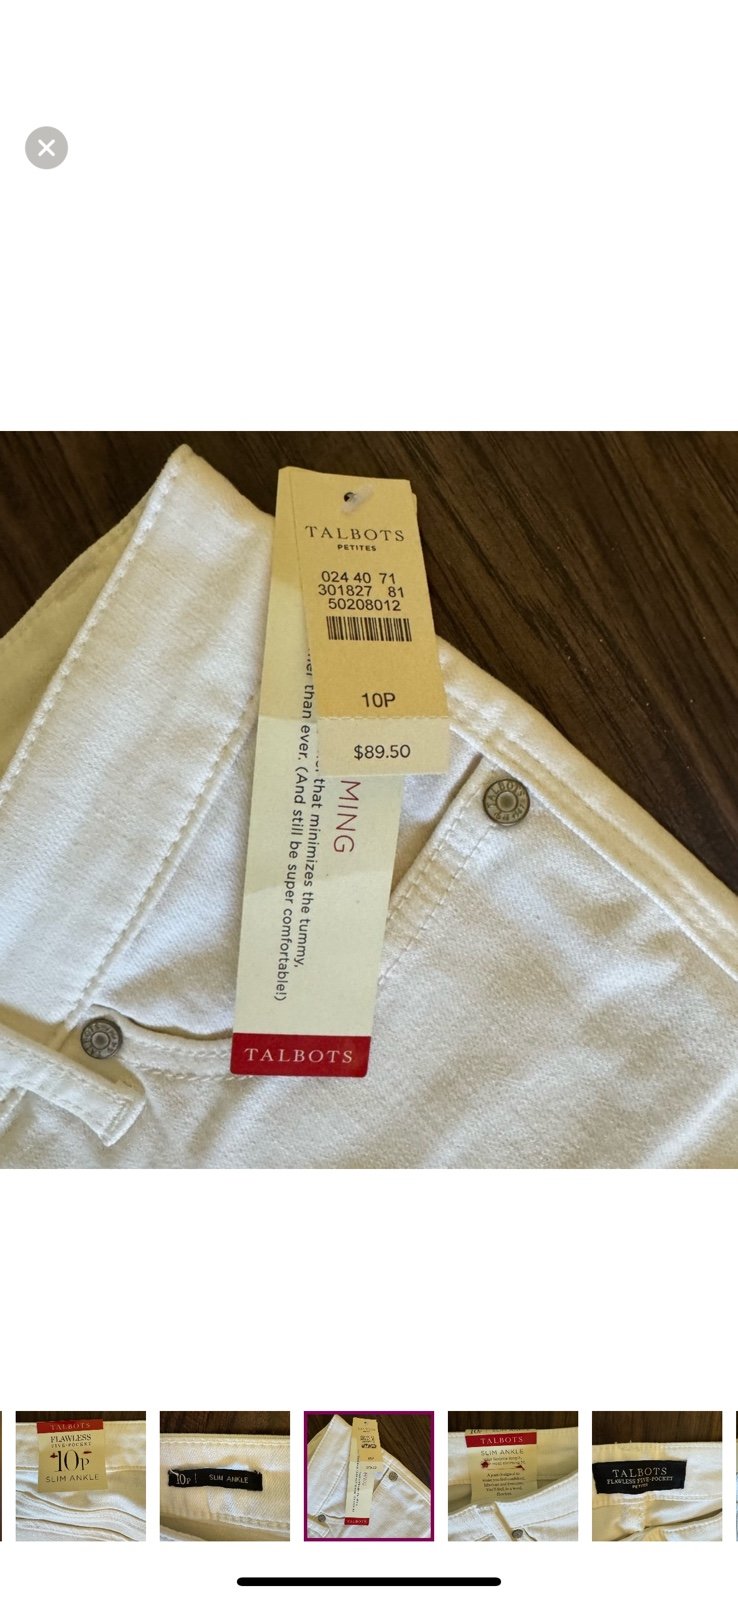 TALBOTS
PETITES
024 40 71
301827 81
50208012
10P
$89.50
MING
that minimizes the tummy,
than ever. (And still be super comfortable!)
TALBOTS
TALBOTS
TALBOTS
FLAWLESS
FIVE-POCKET
10P
SLIM ANKLE
10P SLIM ANKLE
TALBOTS
SLIM ANKLE
TALBOTS
FLAWLESS FIVE-POCKET
PETITES